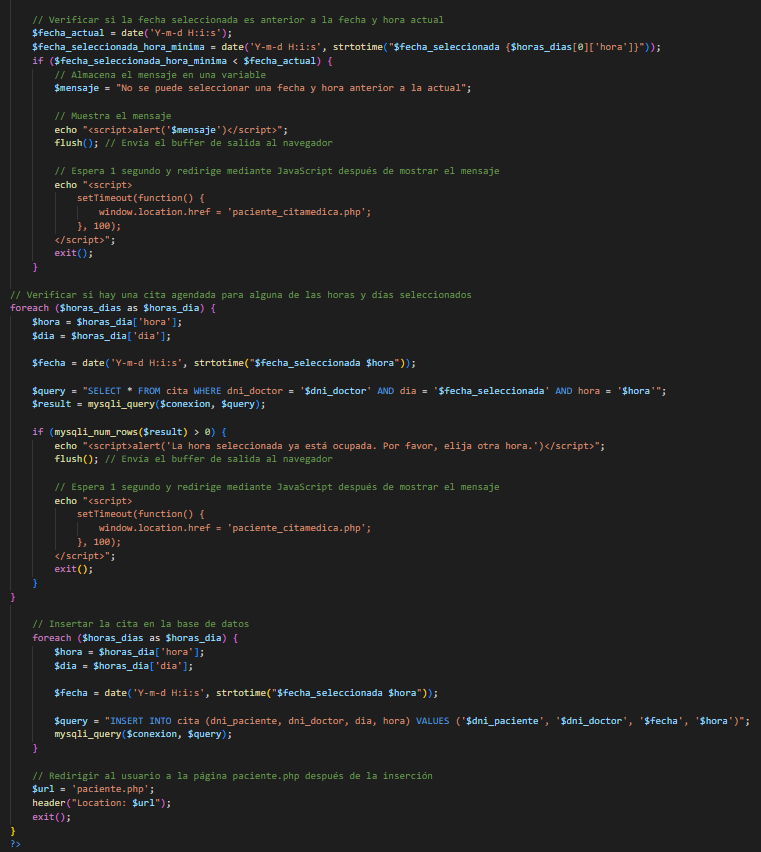 // Verificar si la fecha seleccionada es anterior a la fecha y hora actual
$fecha_actual = date('Y-m-d H:i:s');
$fecha_seleccionada_hora_minima = date('Y-m-d H:i:s', strtotime("$fecha_seleccionada {$horas_dias[0]['hora']}"));
if ($fecha_seleccionada_hora_minima < $fecha_actual) {
// Almacena el mensaje en una variable
$mensaje = "No se puede seleccionar una fecha y hora anterior a la actual";
// Muestra el mensaje
echo "<script>alert('$mensaje')</script>";
flush(); // Envía el buffer de salida al navegador
// Espera 1 segundo y redirige mediante JavaScript después de mostrar el mensaje
echo "<script>
setTimeout(function() {
window.location.href = 'paciente_citamedica.php';
}, 100);
</script>";
exit();
}
// Verificar si hay una cita agendada para alguna de las horas y días seleccionados
foreach ($horas_dias as $horas_dia) {
$hora = $horas_dia['hora'];
$dia = $horas_dia['dia'];
$fecha = date('Y-m-d H:i:s', strtotime("$fecha_seleccionada $hora"));
$query = "SELECT * FROM cita WHERE dni_doctor = '$dni_doctor' AND dia = '$fecha_seleccionada' AND hora = '$hora'";
$result = mysqli_query($conexion, $query);
if (mysqli_num_rows($result) > 0) {
echo "<script>alert('La hora seleccionada ya está ocupada. Por favor, elija otra hora.')</script>";
flush(); // Envía el buffer de salida al navegador
// Espera 1 segundo y redirige mediante JavaScript después de mostrar el mensaje
echo "<script>
setTimeout(function() {
window.location.href = 'paciente_citamedica.php';
}, 100);
</script>";
exit();
}
}
// Insertar la cita en la base de datos
foreach ($horas_dias as $horas_dia) {
$hora = $horas_dia['hora'];
$dia = $horas_dia['dia'];
$fecha = date('Y-m-d H:i:s', strtotime("$fecha_seleccionada $hora"));
$query = "INSERT INTO cita (dni_paciente, dni_doctor, dia, hora) VALUES ('$dni_paciente', '$dni_doctor', '$fecha', '$hora')";
mysqli_query($conexion, $query);
}
// Redirigir al usuario a la página paciente.php después de la inserción
$url = 'paciente.php';
header("Location: $url");
exit();
}
?>